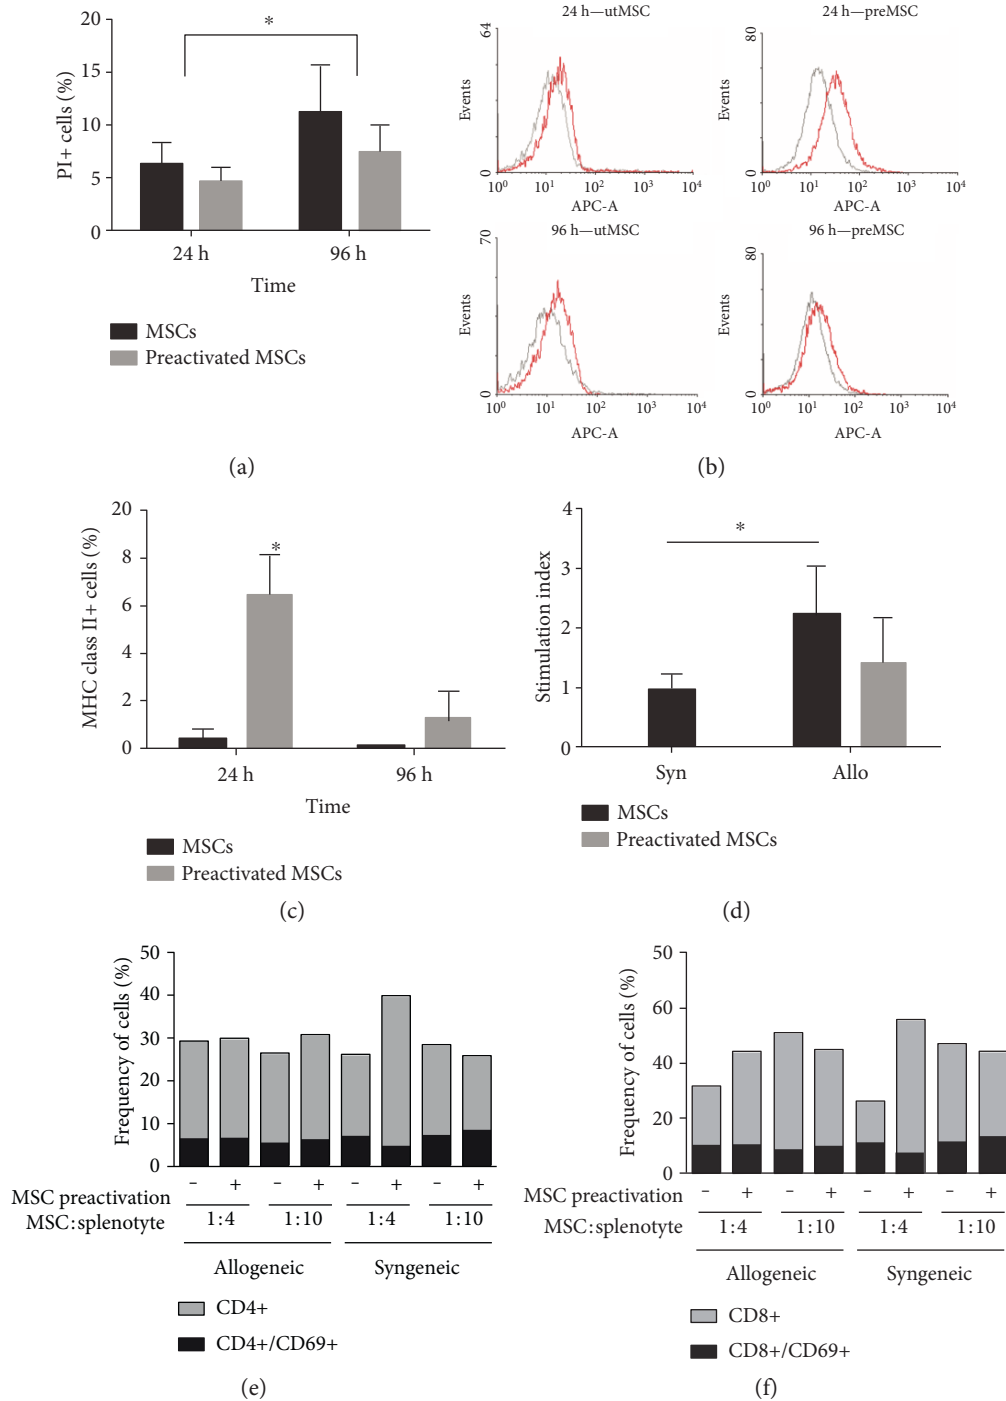 20
15
10
5
0
PI+ cells (%)
*
24 h
96 h
Time
MSCs
Preactivated MSCs
(a)
24 h—utMSC
64
Events
0
10⁰ 10¹ 10² 10³ 10⁴
APC-A
24 h—preMSC
80
Events
0
10⁰ 10¹ 10² 10³ 10⁴
APC-A
96 h—utMSC
70
Events
0
10⁰ 10¹ 10² 10³ 10⁴
APC-A
96 h—preMSC
80
Events
0
10⁰ 10¹ 10² 10³ 10⁴
APC-A
(b)
20
8
6
4
2
0
MHC class II+ cells (%)
*
24 h
96 h
Time
MSCs
Preactivated MSCs
(c)
4
3
2
1
0
Stimulation index
*
Syn
Allo
MSCs
Preactivated MSCs
(d)
50
40
30
20
10
0
Frequency of cells (%)
− + − + − + − +
MSC preactivation
MSC:splenotyte
1:4 1:10 1:4 1:10
Allogeneic Syngeneic
CD4+
CD4+/CD69+
(e)
50
60
40
20
0
Frequency of cells (%)
− + − + − + − +
MSC preactivation
MSC:splenotyte
1:4 1:10 1:4 1:10
Allogeneic Syngeneic
CD8+
CD8+/CD69+
(f)